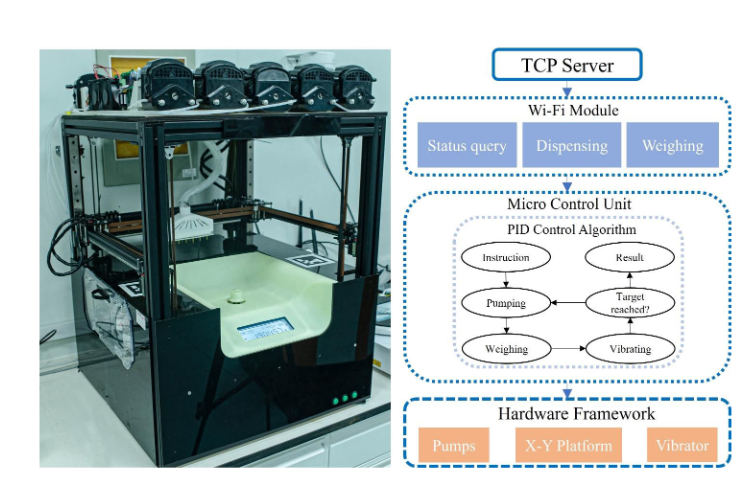 TCP Server
Wi-Fi Module
Status query
Dispensing
Weighing
Micro Control Unit
PID Control Algorithm
Instruction
Result
Pumping
Target
reached?
Weighing
Vibrating
Hardware Framework
Pumps
X-Y Platform
Vibrator